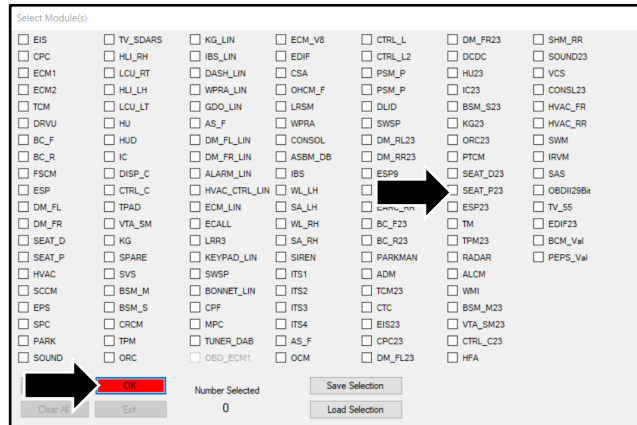 Select Module(s)
EIS TV_SDARS KG_LIN ECM_V8 CTRL_L DM_FR23 SHM_RR
CPC HLI_RH IBS_LIN EDIF CTRL_L2 DCDC SOUND23
ECM1 LCU_RT DASH_LIN CSA PSM_P HU23 VCS
ECM2 HLI_LH WPRA_LIN OHCM_F PSM_P IC23 CONSL23
TCM LCU_LT GDO_LIN LRSM DLID BSM_S23 HVAC_FR
DRVU HU AS_F WPRA SWSP KG23 HVAC_RR
BC_F HUD DM_FL_LIN CONSOL DM_RL23 ORC23 SWM
BC_R IC DM_FR_LIN ASBM_DB DM_RR23 PTCM IRVM
FSCM DISP_C ALARM_LIN IBS ESP9 SEAT_D23 SAS
ESP CTRL_C HVAC_CTRL_LIN WL_LH SEAT_P23 OBDII29Bit
DM_FL TPAD ECM_LIN SA_LH EARC_RR ESP23 TV_55
DM_FR VTA_SM ECALL WL_RH BC_F23 TM EDIF23
SEAT_D KG LRR3 SA_RH BC_R23 TPM23 BCM_Val
SEAT_P SPARE KEYPAD_LIN SIREN PARKMAN RADAR PEPS_Val
HVAC SVS SWSP ITS1 ADM ALCM
SCCM BSM_M BONNET_LIN ITS2 TCM23 WMI
EPS BSM_S CPF ITS3 CTC BSM_M23
SPC CRCM MPC ITS4 EIS23 VTA_SM23
PARK TPM TUNER_DAB AS_F CPC23 CTRL_C23
SOUND ORC OBD_ECM1 OCM DM_FL23 HFA
OK Number Selected Save Selection
Clear All Exit 0 Load Selection